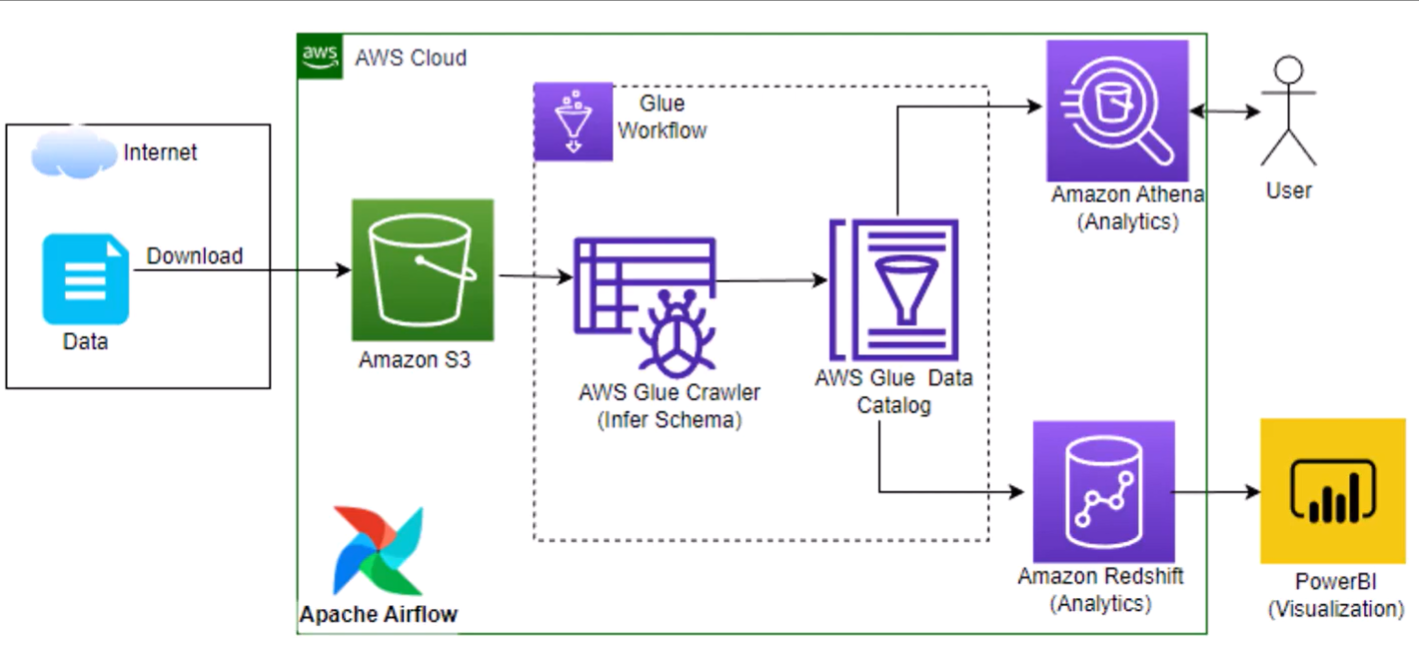 aws
AWS Cloud
Internet
Download
Data
Amazon S3
Glue
Workflow
AWS Glue Crawler
(Infer Schema)
AWS Glue Data
Catalog
Amazon Athena
(Analytics)
User
Amazon Redshift
(Analytics)
PowerBI
(Visualization)
Apache Airflow